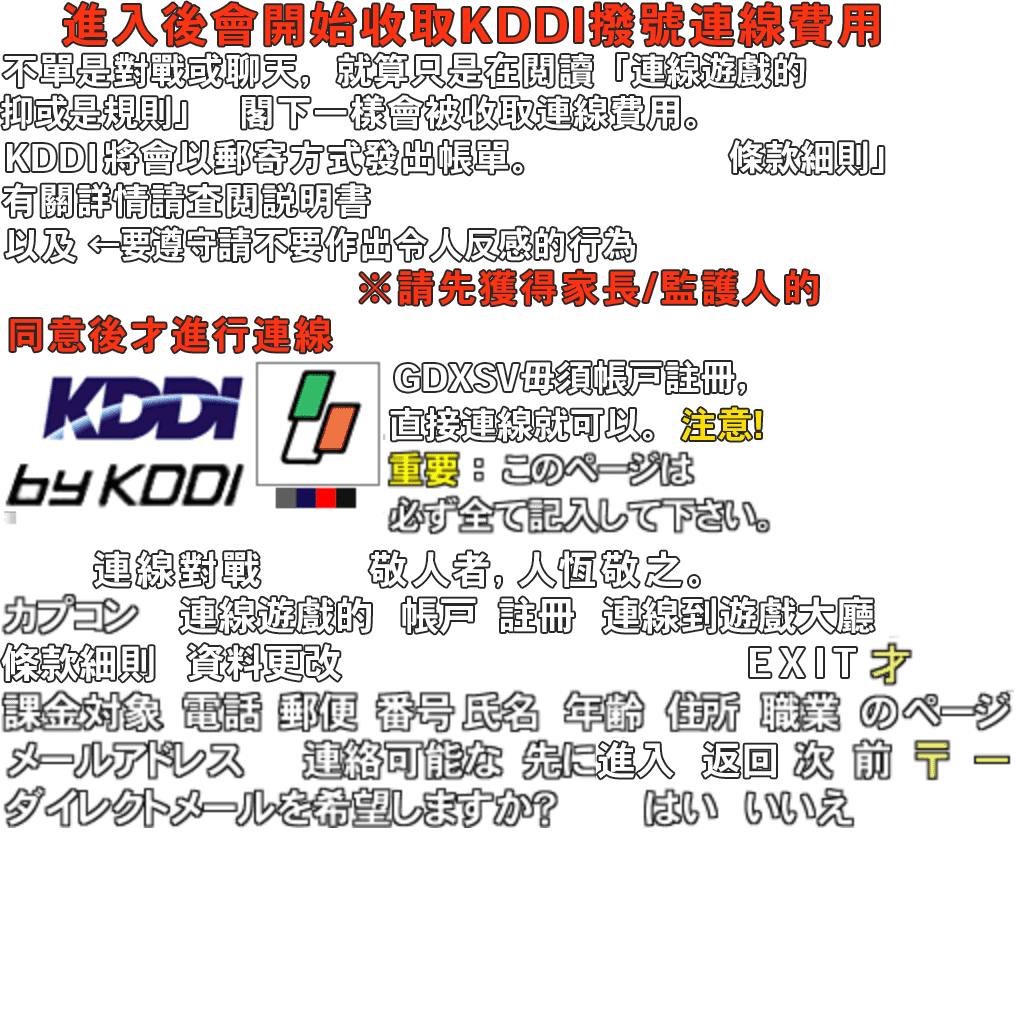 進入後會開始收取KDDI撥號連線費用
不單是對戰或聊天，就算只是在閱讀「連線遊戲的
抑或是規則」 閣下一樣會被收取連線費用。
KDDI將會以郵寄方式發出帳單。 條款細則」
有關詳情請查閱説明書
以及 ←要遵守請不要作出令人反感的行為
※請先獲得家長/監護人的
同意後才進行連線
KDDI
by KDDI
GDXSV毋須帳戸註冊，
直接連線就可以。注意!
重要：このページは
必ず全て記入して下さい。
連線對戰 敬人者，人恆敬之。
カプコン 連線遊戲的 帳戸 註冊 連線到遊戲大廳
條款細則 資料更改 EXIT才
課金対象 電話 郵便 番号 氏名 年齢 住所 職業 のページ
メールアドレス 連絡可能な 先に進入 返回 次 前 〒 ー
ダイレクトメールを希望しますか? はい いいえ